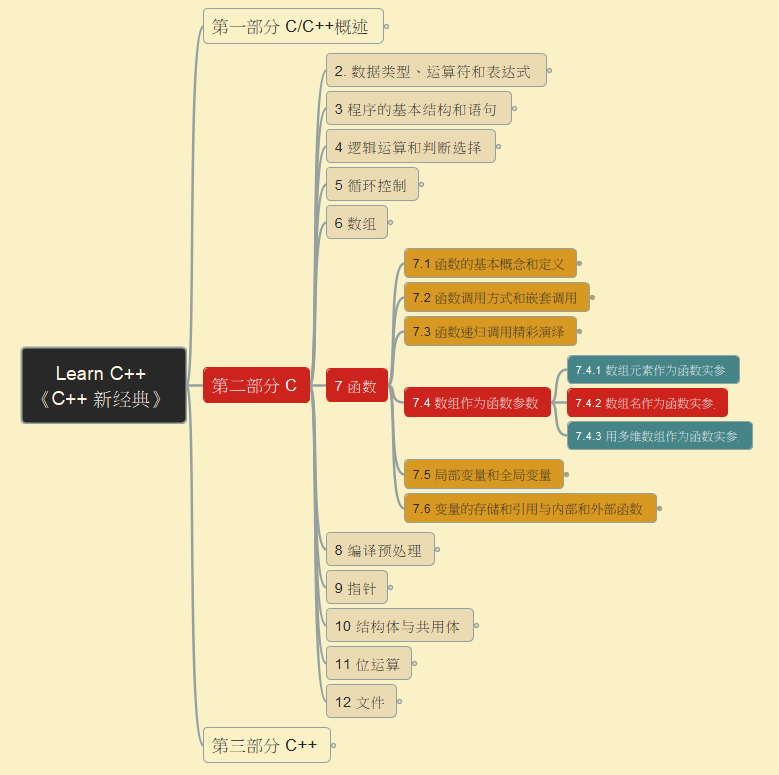 第一部分 C/C++概述
2. 数据类型、运算符和表达式
3 程序的基本结构和语句
4 逻辑运算和判断选择
5 循环控制
6 数组
7.1 函数的基本概念和定义
7.2 函数调用方式和嵌套调用
7.3 函数递归调用精彩演绎
Learn C++
《C++ 新经典》
第二部分 C
7 函数
7.4 数组作为函数参数
7.4.1 数组元素作为函数实参
7.4.2 数组名作为函数实参.
7.4.3 用多维数组作为函数实参
7.5 局部变量和全局变量
7.6 变量的存储和引用与内部和外部函数
8 编译预处理
9 指针
10 结构体与共用体
11 位运算
12 文件
第三部分 C++